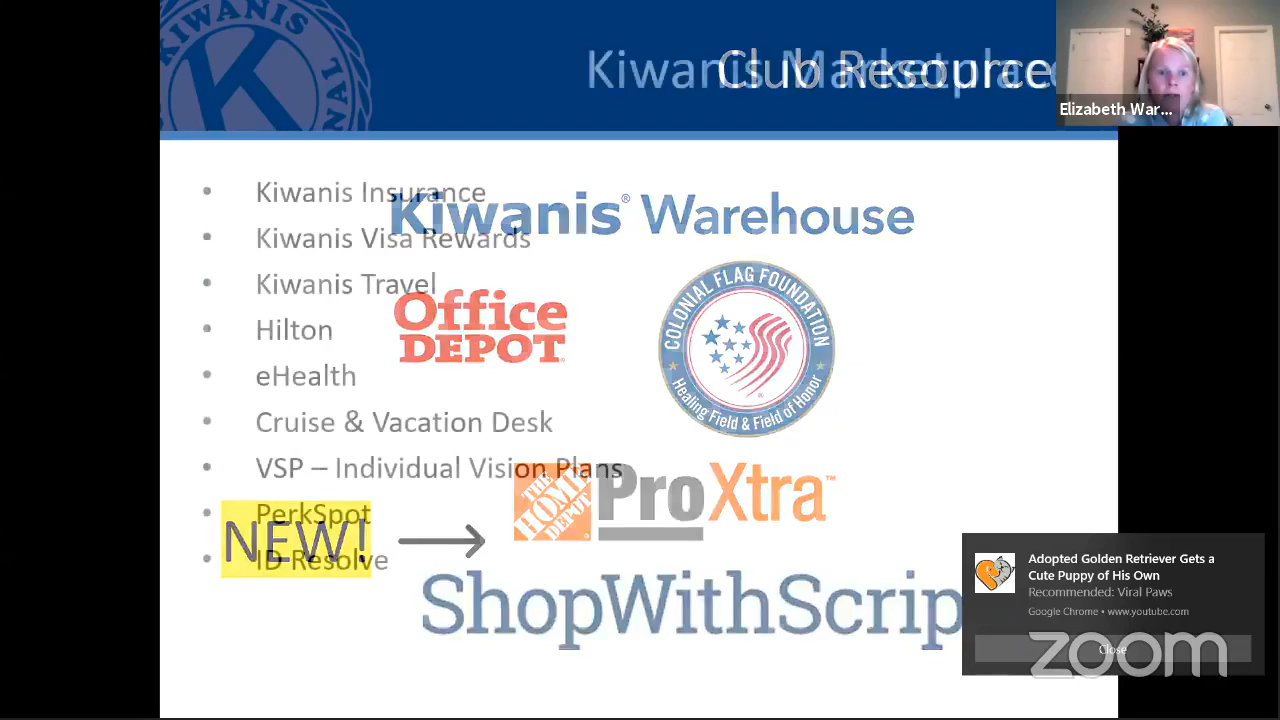 KIWANIS
Kiwanis Marketplace
Club Resource
Elizabeth War...
• Kiwanis Insurance
Kiwanis® Warehouse
• Kiwanis Visa Rewards
• Kiwanis Travel
COLONIAL FLAG FOUNDATION
Healing Field & Field of Honor
Office
DEPOT
• Hilton
• eHealth
• Cruise & Vacation Desk
• VSP – Individual Vision Plans
THE HOME DEPOT
ProXtra™
• PerkSpot
NEW!
• ID Resolve
ShopWithScrip
Adopted Golden Retriever Gets a
Cute Puppy of His Own
Recommended: Viral Paws
Google Chrome • www.youtube.com
Close
zoom